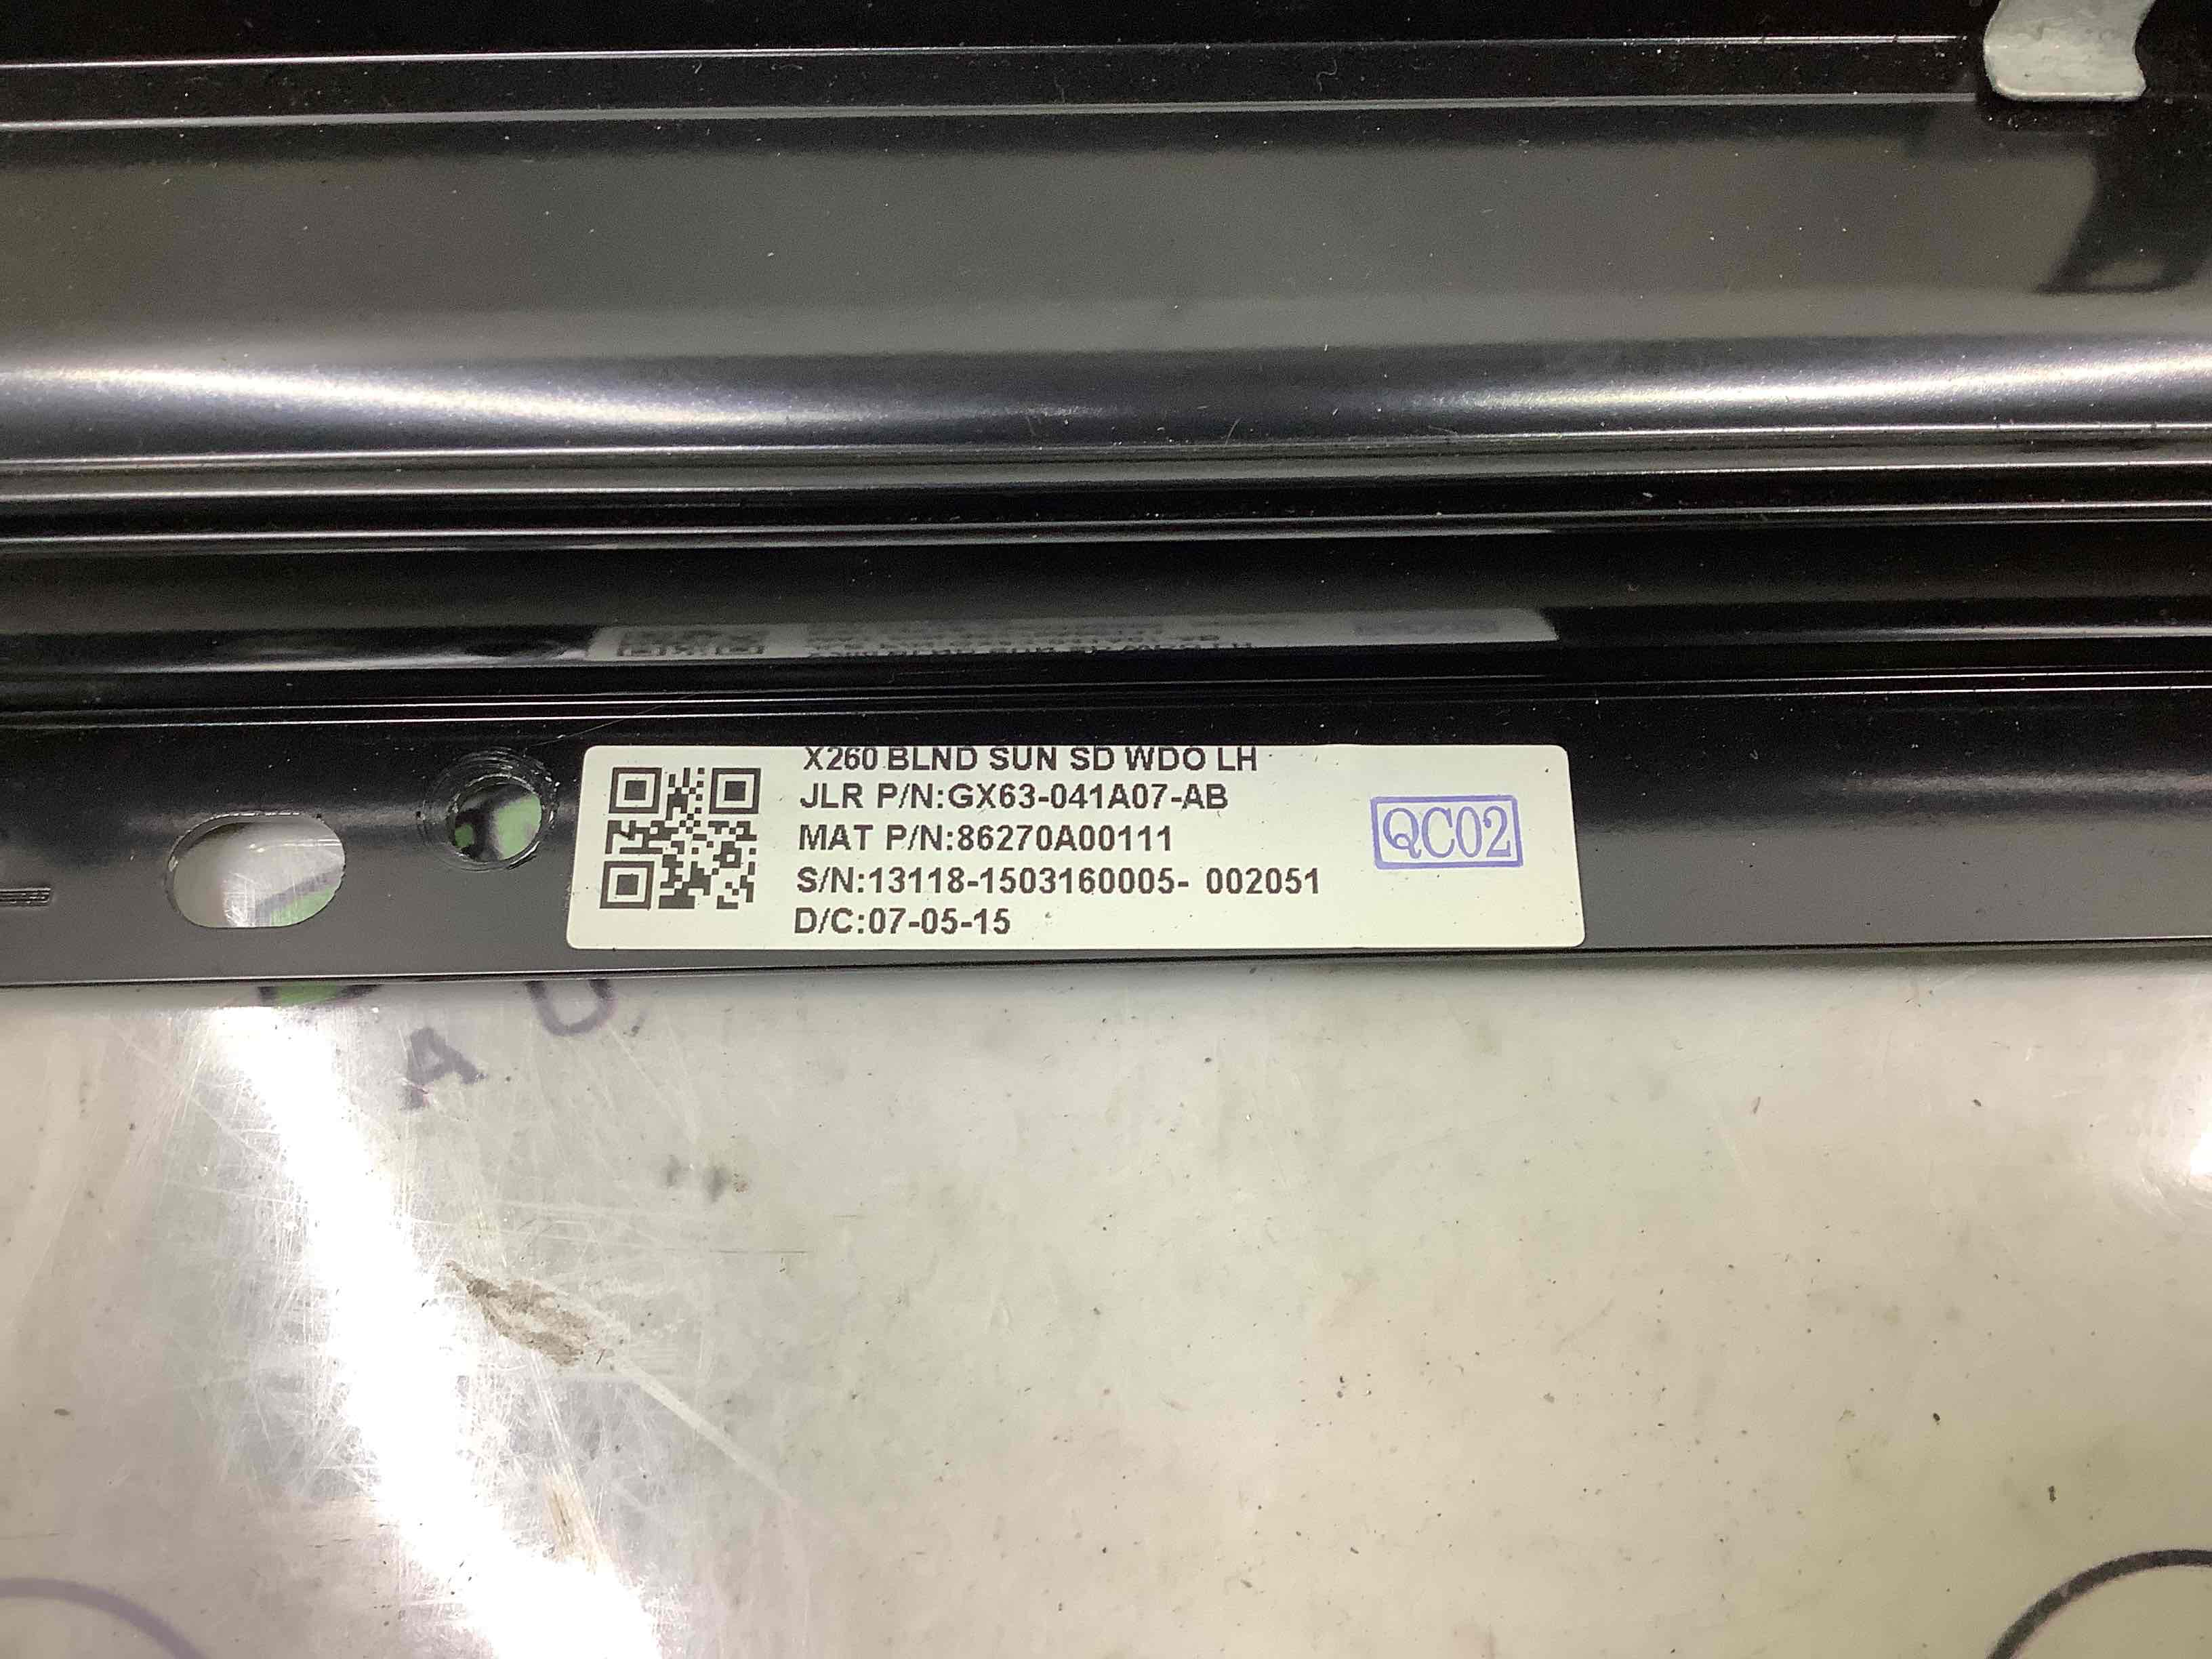 X260 BLND SUN SD WDO LH
JLR P/N:GX63-041A07-AB
MAT P/N:86270A00111
S/N:13118-1503160005- 002051
D/C:07-05-15
QC02
A U